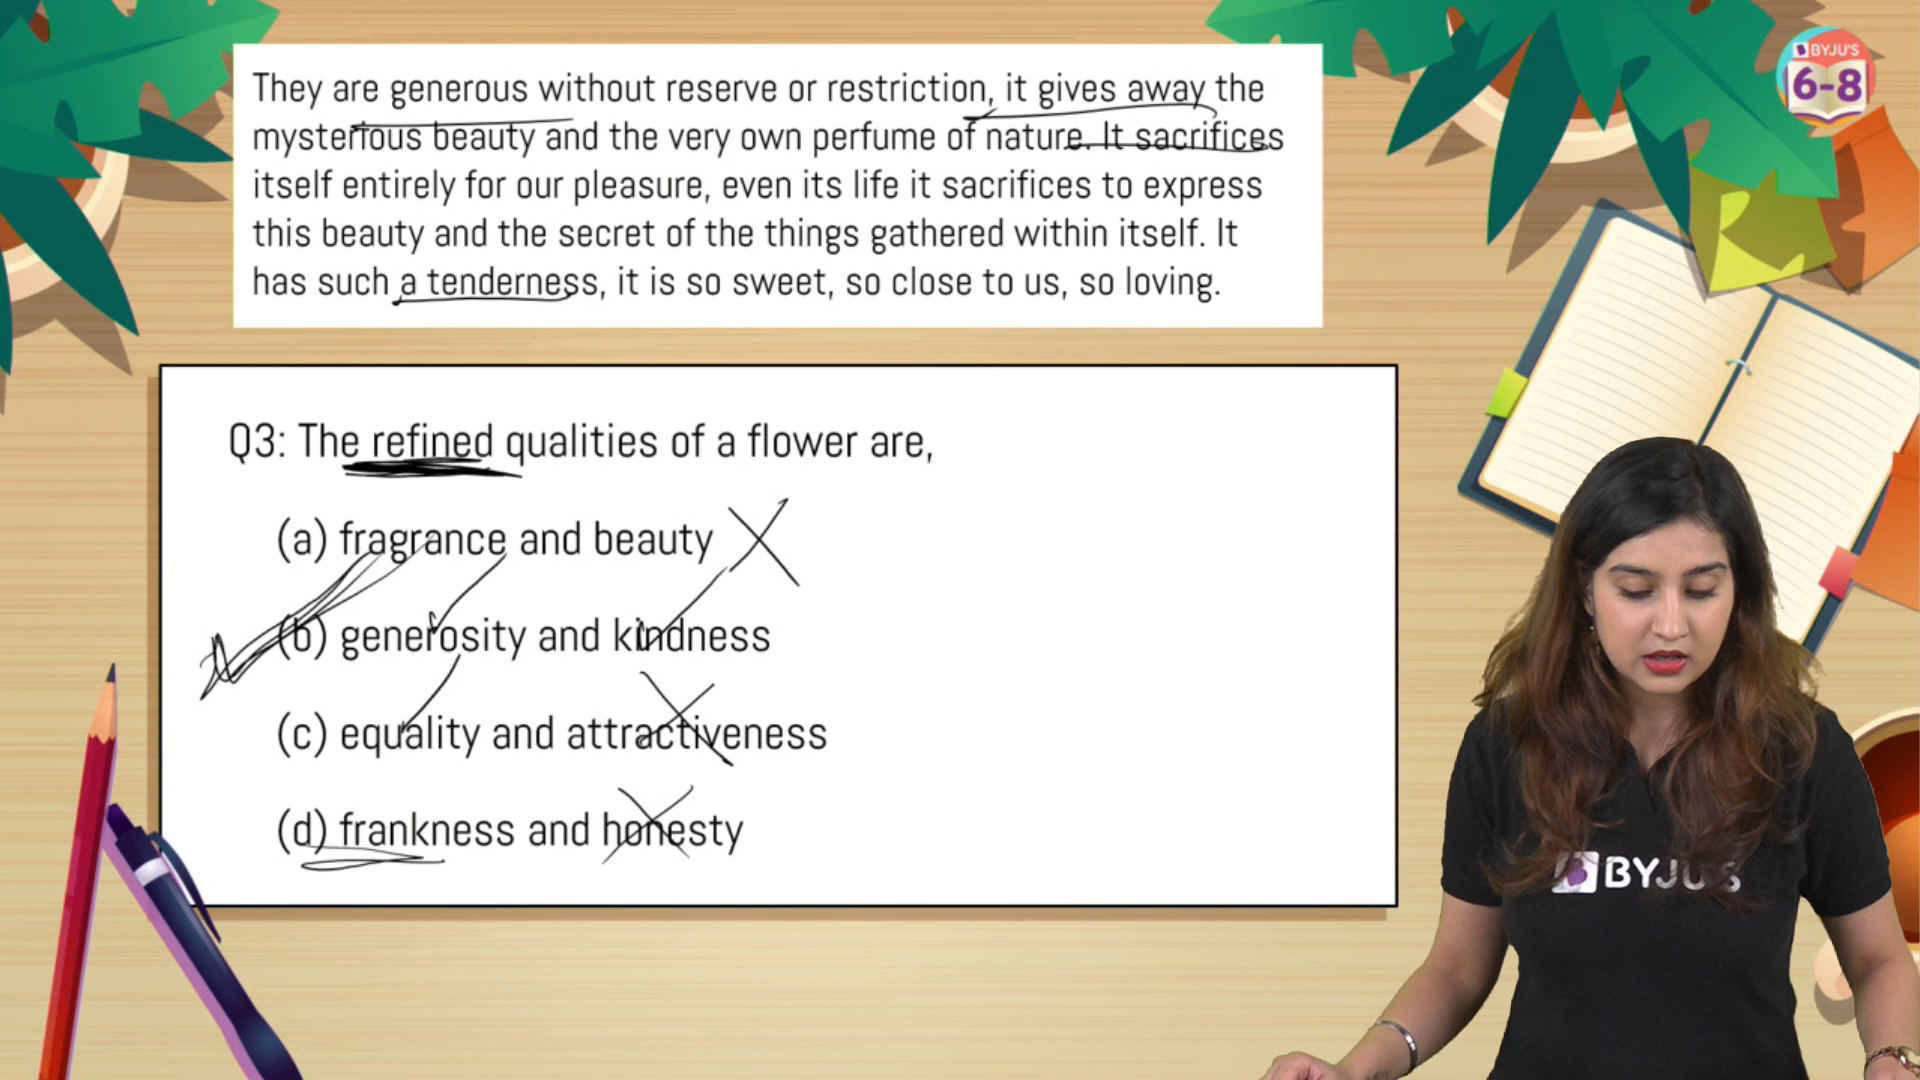 They are generous without reserve or restriction, it gives away the
mysterious beauty and the very own perfume of nature. It sacrifices
itself entirely for our pleasure, even its life it sacrifices to express
this beauty and the secret of the things gathered within itself. It
has such a tenderness, it is so sweet, so close to us, so loving.
BYJU'S
6-8
Q3: The refined qualities of a flower are,
(a) fragrance and beauty
(b) generosity and kindness
(c) equality and attractiveness
(d) frankness and honesty
BYJU'S